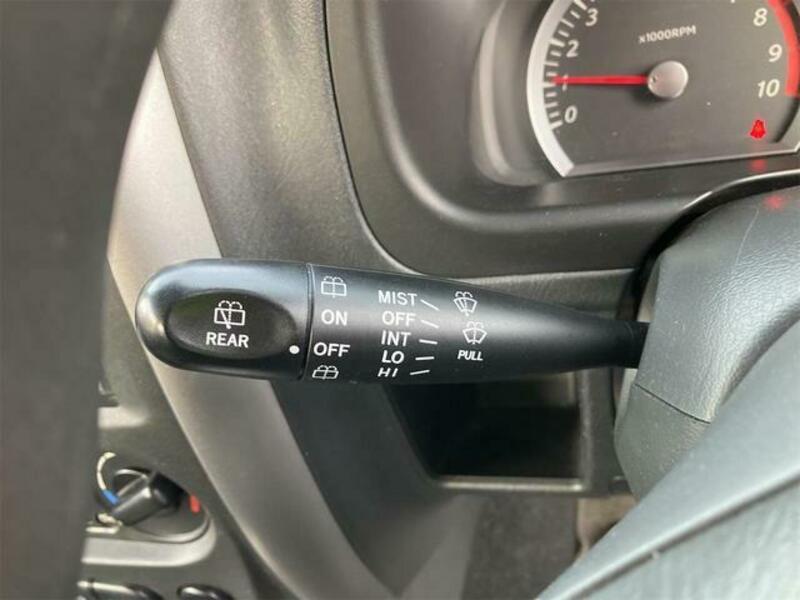 3
2
1
0
x1000RPM
8
9
10
REAR
ON
OFF
MIST
OFF
INT
LO
HI
PULL